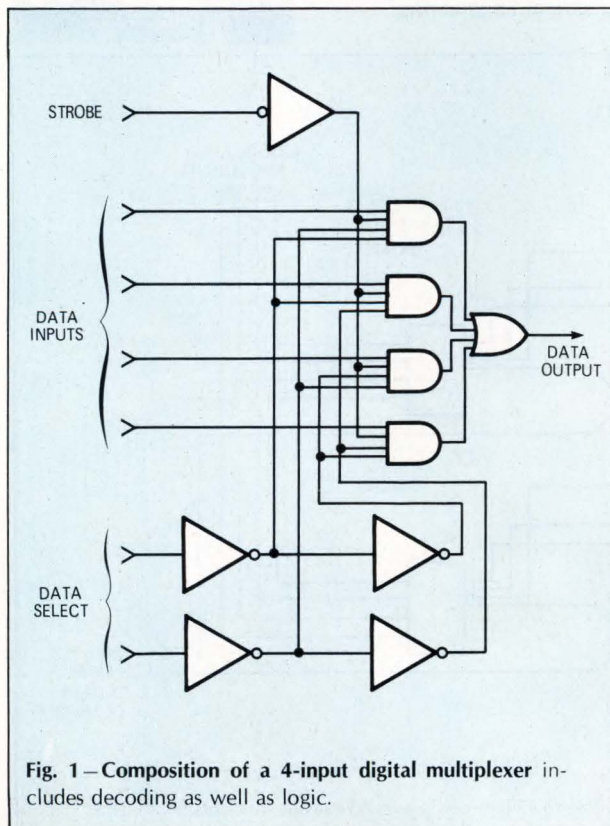 STROBE
DATA
INPUTS
DATA
OUTPUT
DATA
SELECT
Fig. 1—Composition of a 4-input digital multiplexer in-
cludes decoding as well as logic.